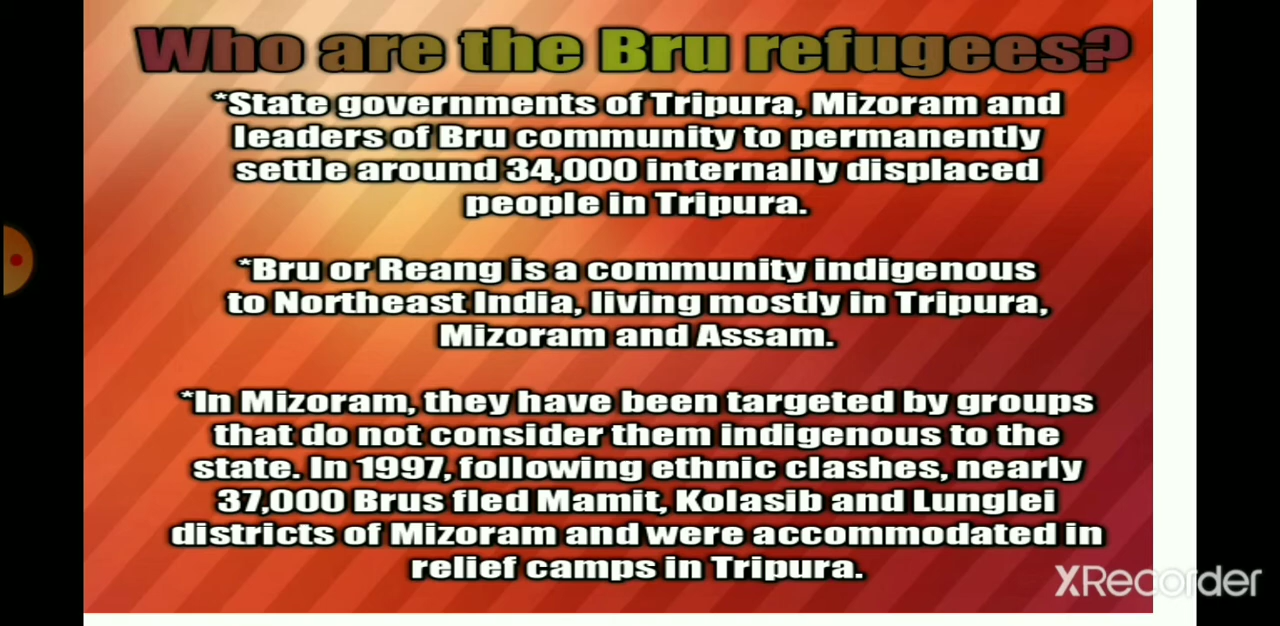 Who are the Bru refugees?
*State governments of Tripura, Mizoram and
leaders of Bru community to permanently
settle around 34,000 internally displaced
people in Tripura.
*Bru or Reang is a community indigenous
to Northeast India, living mostly in Tripura,
Mizoram and Assam.
*In Mizoram, they have been targeted by groups
that do not consider them indigenous to the
state. In 1997, following ethnic clashes, nearly
37,000 Brus fled Mamit, Kolasib and Lunglei
districts of Mizoram and were accommodated in
relief camps in Tripura.
XRecorder